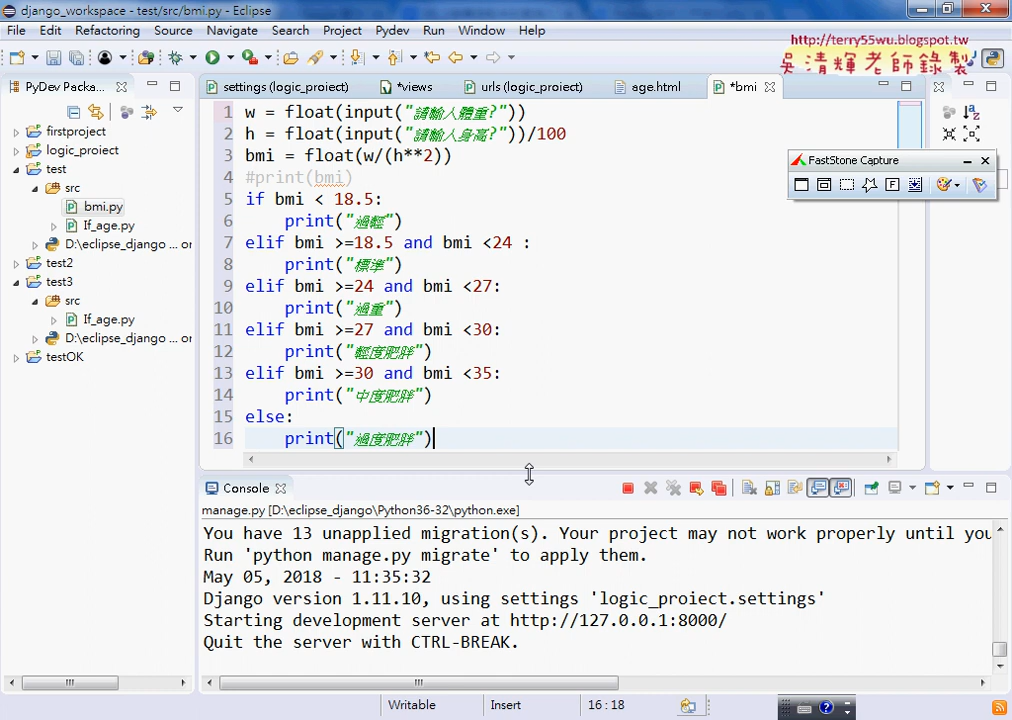 django_workspace - test/src/bmi.py - Eclipse
File Edit Refactoring Source Navigate Search Project Pydev Run Window Help
http://terry55wu.blogspot.tw
吳清輝老師錄製
PyDev Packa...
settings (logic_proiect)
*views
urls (logic_proiect)
age.html
*bmi
firstproject
logic_proiect
test
src
bmi.py
If_age.py
D:\eclipse_django ... or
test2
test3
src
If_age.py
D:\eclipse_django ... or
testOK
1 w = float(input("請輸入體重?"))
2 h = float(input("請輸入身高?"))/100
3 bmi = float(w/(h**2))
4 #print(bmi)
5 if bmi < 18.5:
6 print("過輕")
7 elif bmi >=18.5 and bmi <24 :
8 print("標準")
9 elif bmi >=24 and bmi <27:
10 print("過重")
11 elif bmi >=27 and bmi <30:
12 print("輕度肥胖")
13 elif bmi >=30 and bmi <35:
14 print("中度肥胖")
15 else:
16 print("過度肥胖")
FastStone Capture
Console
manage.py [D:\eclipse_django\Python36-32\python.exe]
You have 13 unapplied migration(s). Your project may not work properly until you
Run 'python manage.py migrate' to apply them.
May 05, 2018 - 11:35:32
Django version 1.11.10, using settings 'logic_proiect.settings'
Starting development server at http://127.0.0.1:8000/
Quit the server with CTRL-BREAK.
Writable Insert 16 : 18